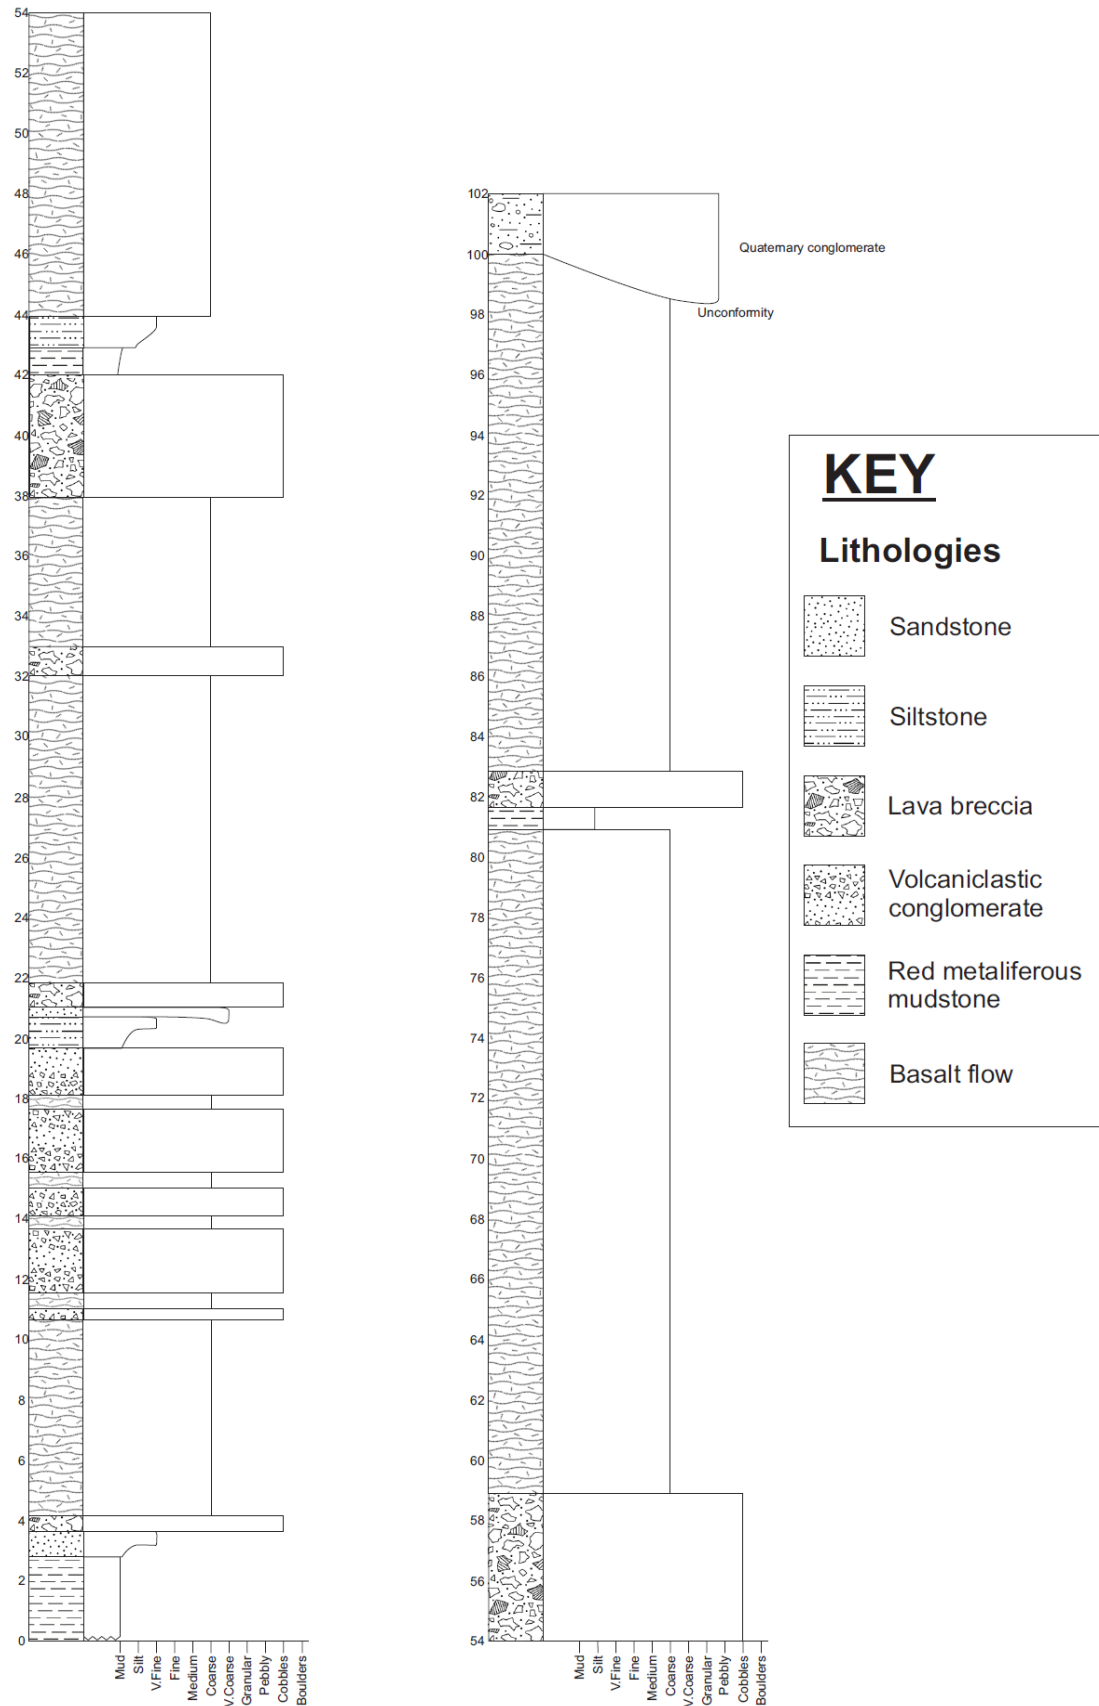 54
52
50
48
46
44
42
40
38
36
34
32
30
28
26
24
22
20
18
16
14
12
10
8
6
4
2
0
Mud
Silt
V.Fine
Fine
Medium
Coarse
V.Coarse
Granular
Pebbly
Cobbles
Boulders
102
100
98
96
94
92
90
88
86
84
82
80
78
76
74
72
70
68
66
64
62
60
58
56
54
Quaternary conglomerate
Unconformity
Mud
Silt
V.Fine
Fine
Medium
Coarse
V.Coarse
Granular
Pebbly
Cobbles
Boulders
KEY
Lithologies
Sandstone
Siltstone
Lava breccia
Volcaniclastic
conglomerate
Red metaliferous
mudstone
Basalt flow